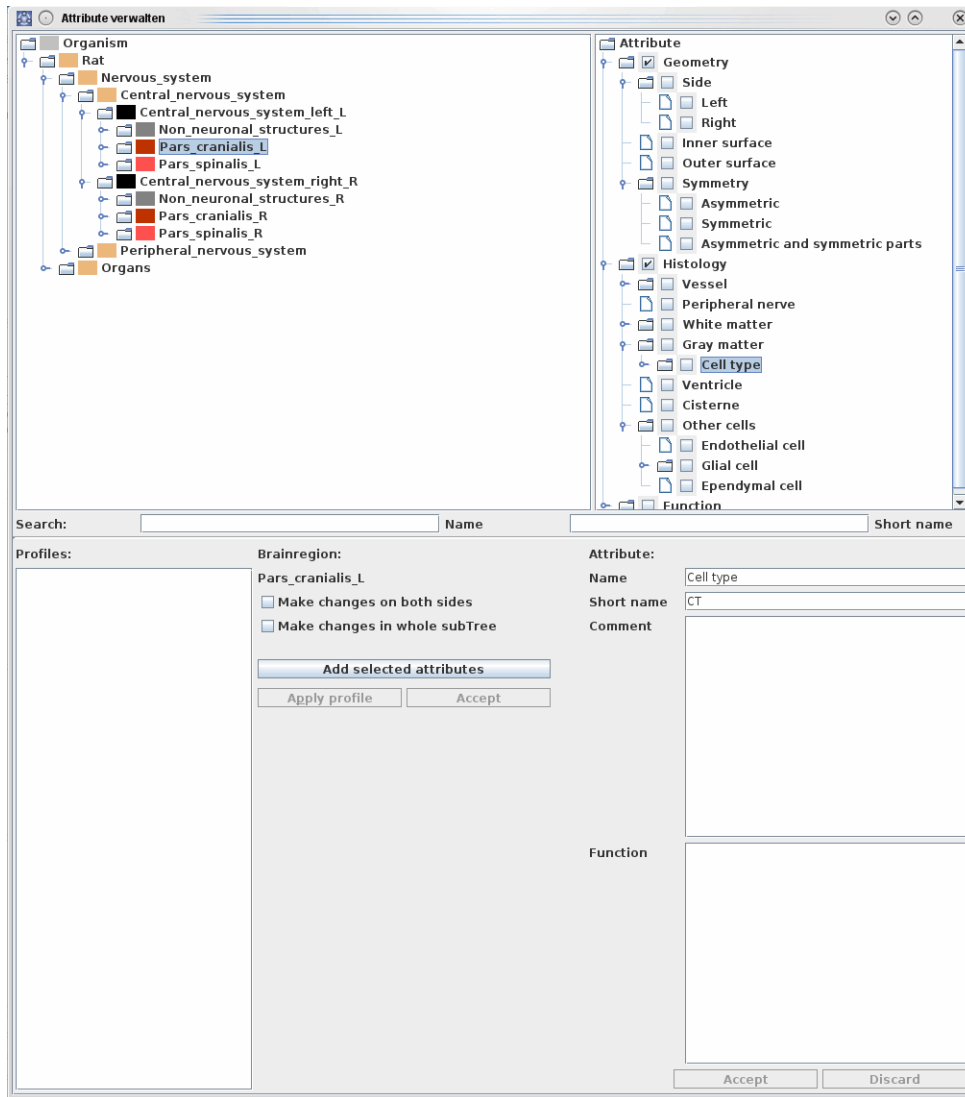 Attribute verwalten
Organism
Rat
Nervous_system
Central_nervous_system
Central_nervous_system_left_L
Non_neuronal_structures_L
Pars_cranialis_L
Pars_spinalis_L
Central_nervous_system_right_R
Non_neuronal_structures_R
Pars_cranialis_R
Pars_spinalis_R
Peripheral_nervous_system
Organs
Attribute
Geometry
Side
Left
Right
Inner surface
Outer surface
Symmetry
Asymmetric
Symmetric
Asymmetric and symmetric parts
Histology
Vessel
Peripheral nerve
White matter
Gray matter
Cell type
Ventricle
Cisterne
Other cells
Endothelial cell
Glial cell
Ependymal cell
Function
Search: Name Short name
Profiles:
Brainregion:
Pars_cranialis_L
Make changes on both sides
Make changes in whole subTree
Add selected attributes
Apply profile Accept
Attribute:
Name Cell type
Short name CT
Comment
Function
Accept Discard